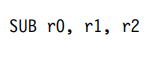 SUB r0, r1, r2